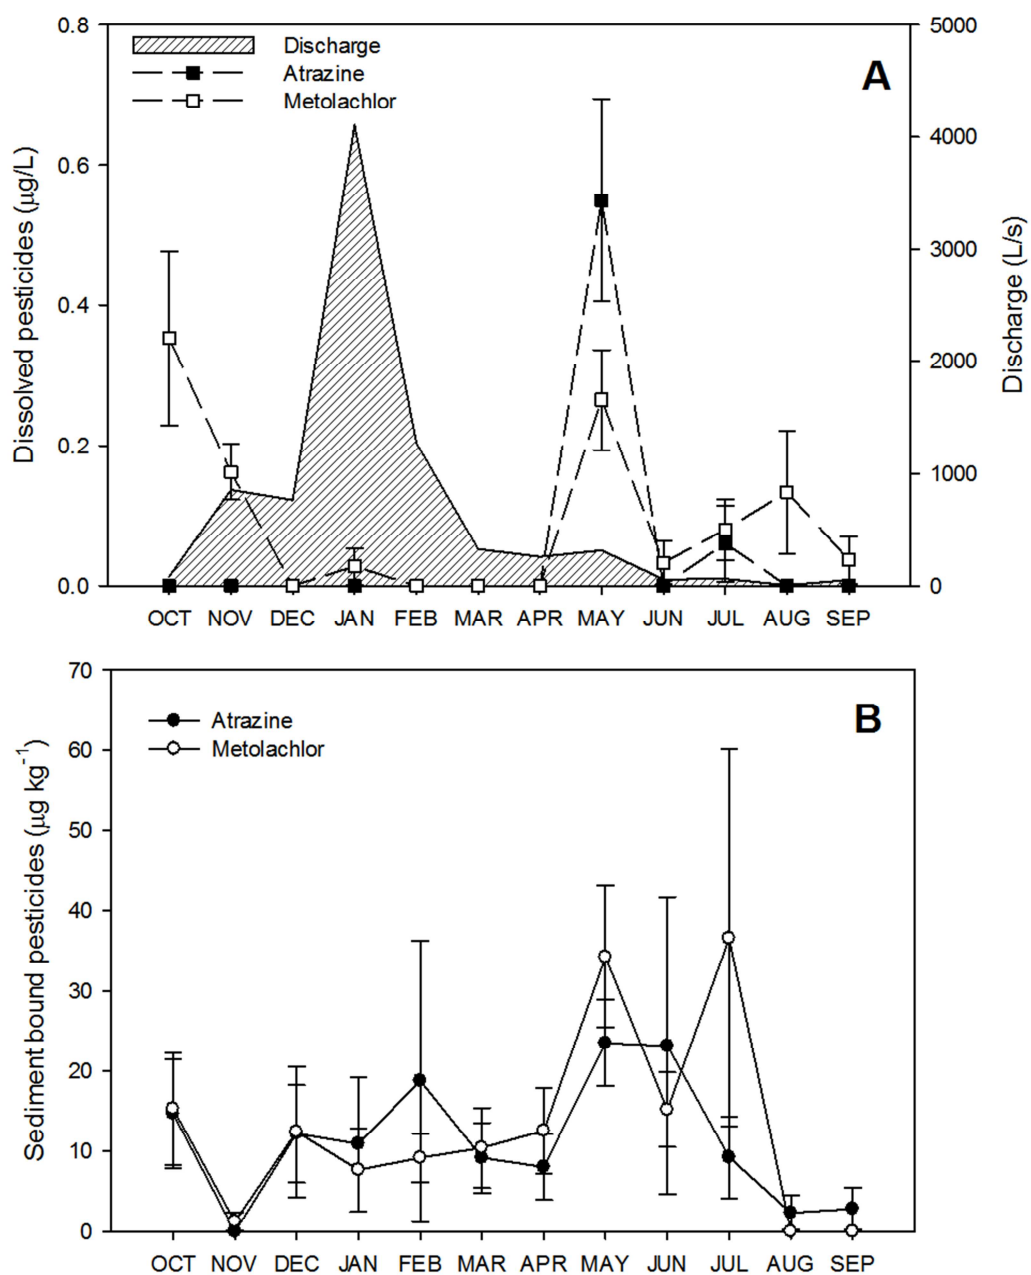 0.8
0.6
0.4
0.2
0.0
Dissolved pesticides (µg/L)
Discharge
Atrazine
Metolachlor
A
5000
4000
3000
2000
1000
0
Discharge (L/s)
OCT NOV DEC JAN FEB MAR APR MAY JUN JUL AUG SEP
70
60
50
40
30
20
10
0
Sediment bound pesticides (µg kg⁻¹)
Atrazine
Metolachlor
B
OCT NOV DEC JAN FEB MAR APR MAY JUN JUL AUG SEP